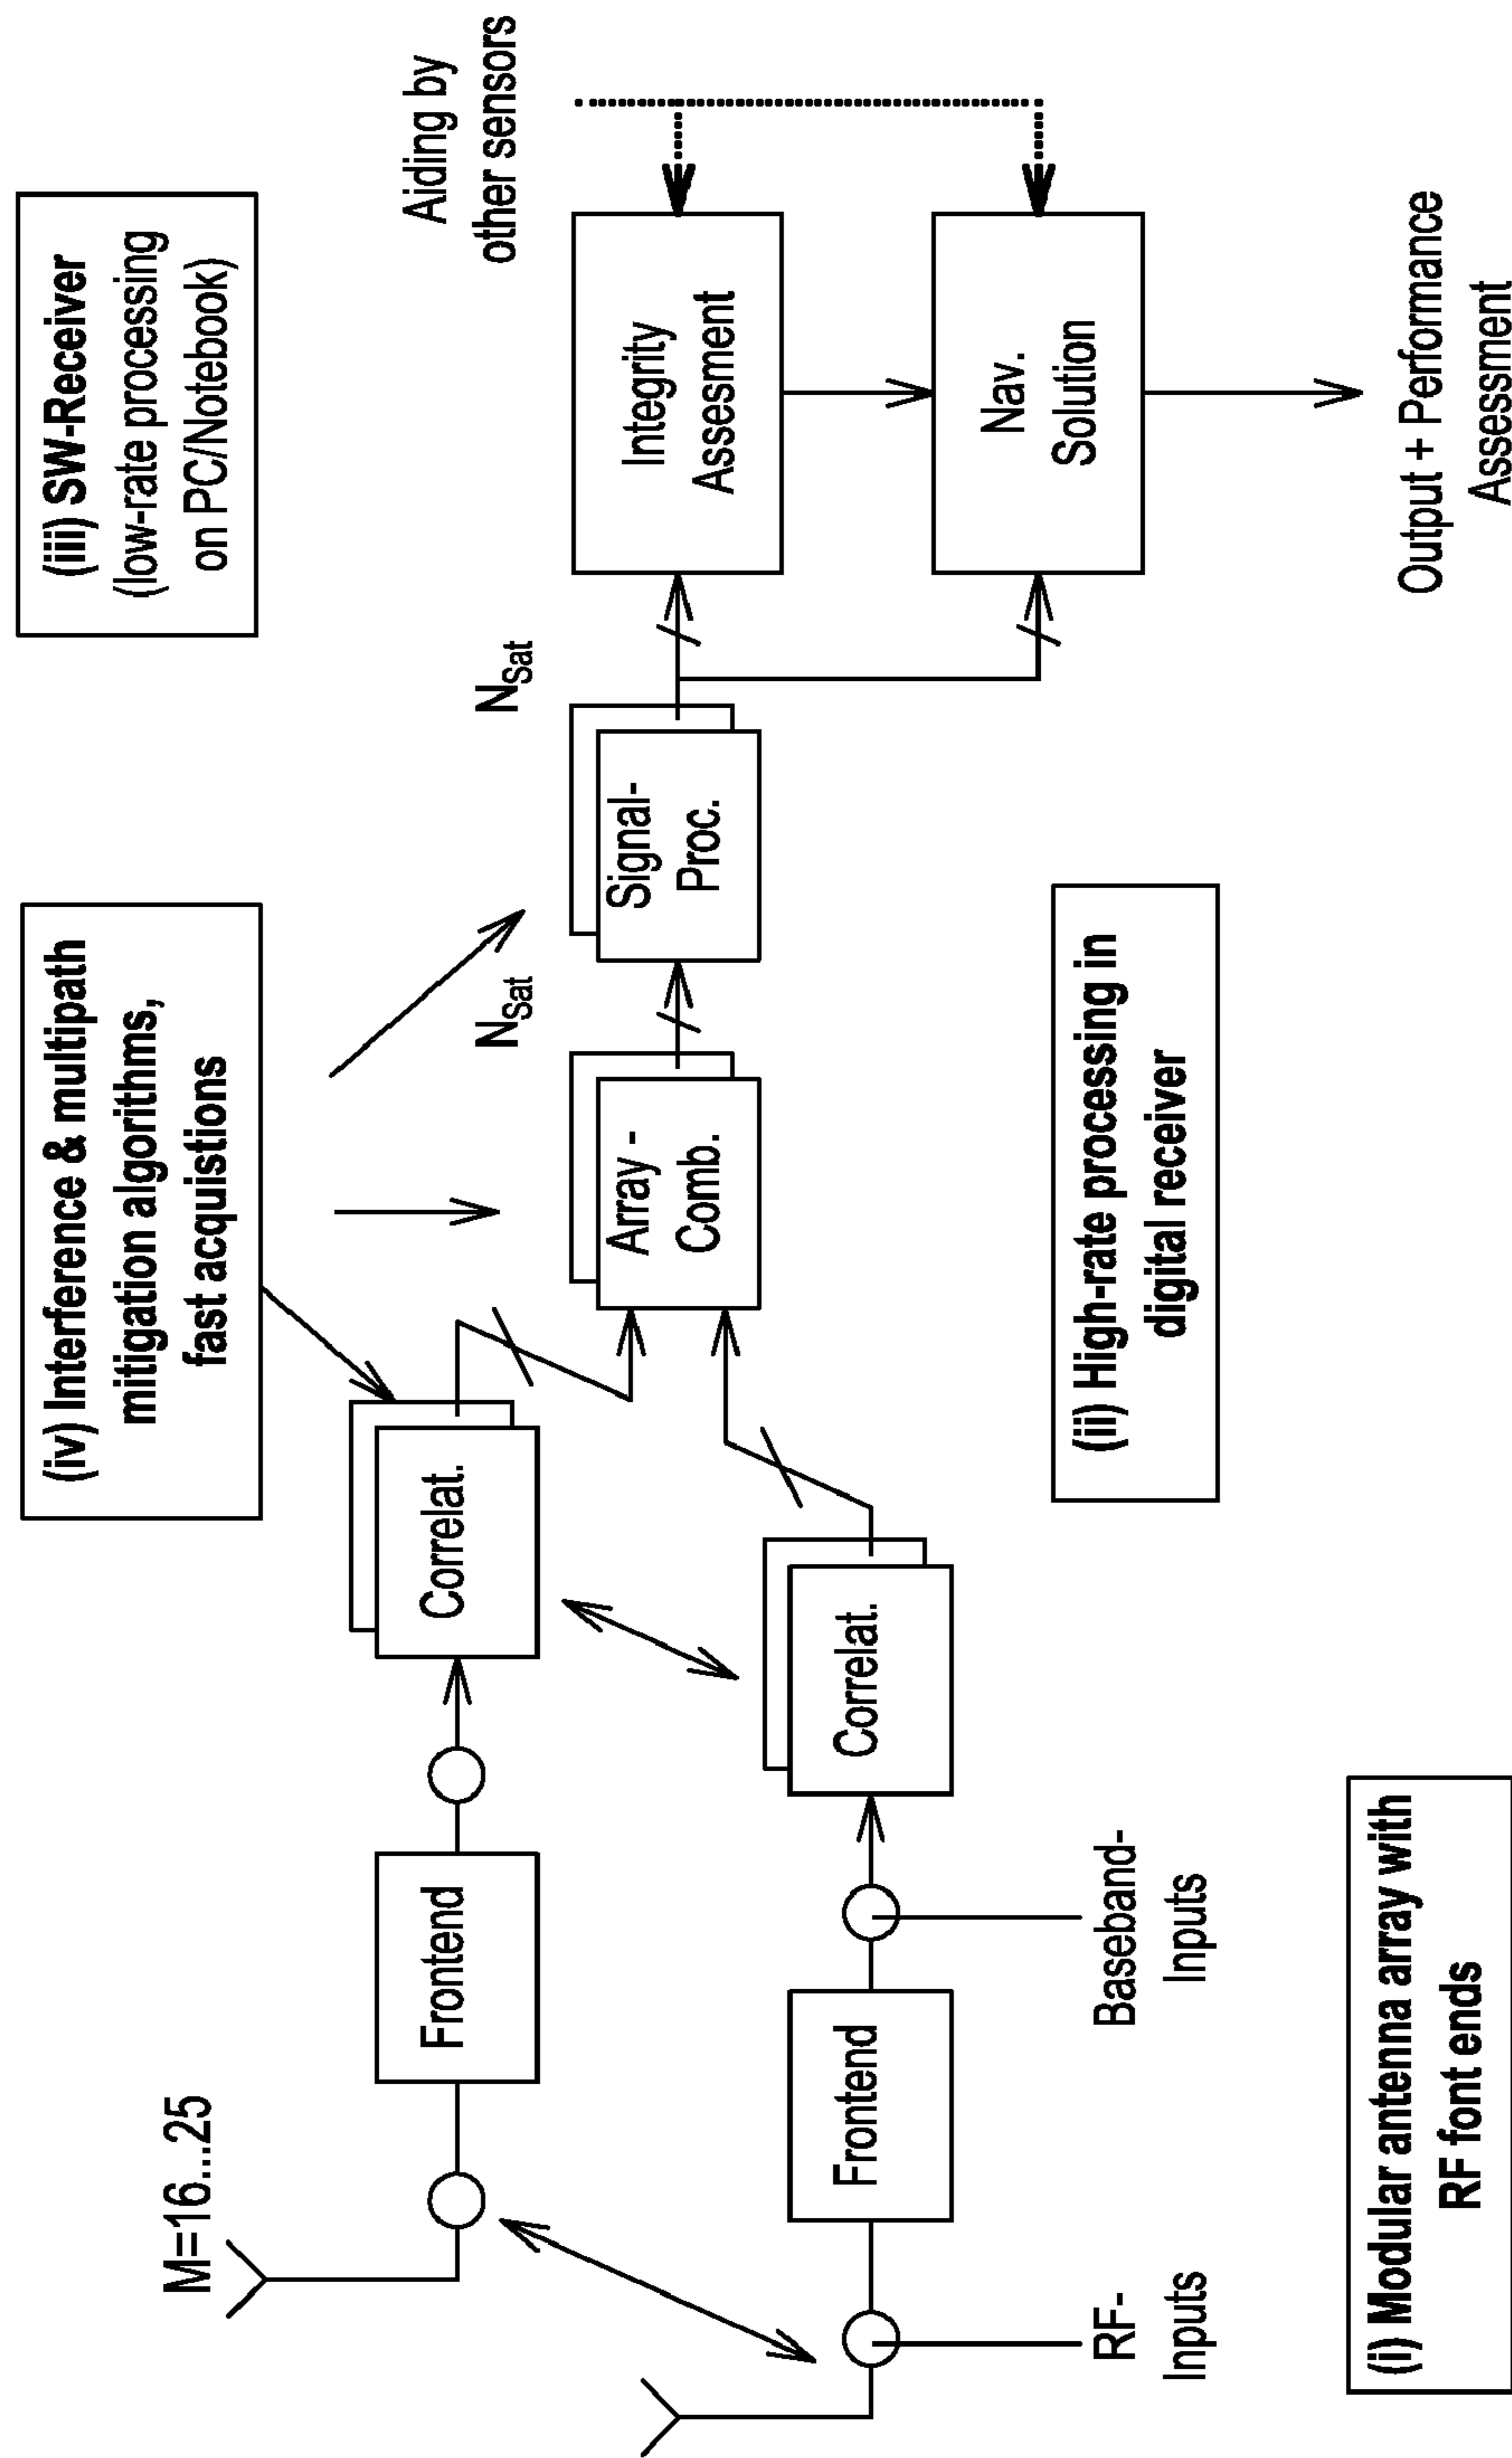 (iv) Interference & multipath
mitigation algorithms,
fast acquistions
(iii) SW-Receiver
(low-rate processing
on PC/Notebook)
M=16...25
Aiding by
other sensors
Frontend
Correlat.
N_Sat
N_Sat
Array -
Comb.
Signal-
Proc.
Integrity
Assesment
Frontend
Correlat.
Nav.
Solution
RF-
Inputs
Baseband-
Inputs
(ii) High-rate processing in
digital receiver
(i) Modular antenna array with
RF font ends
Output + Performance
Assessment